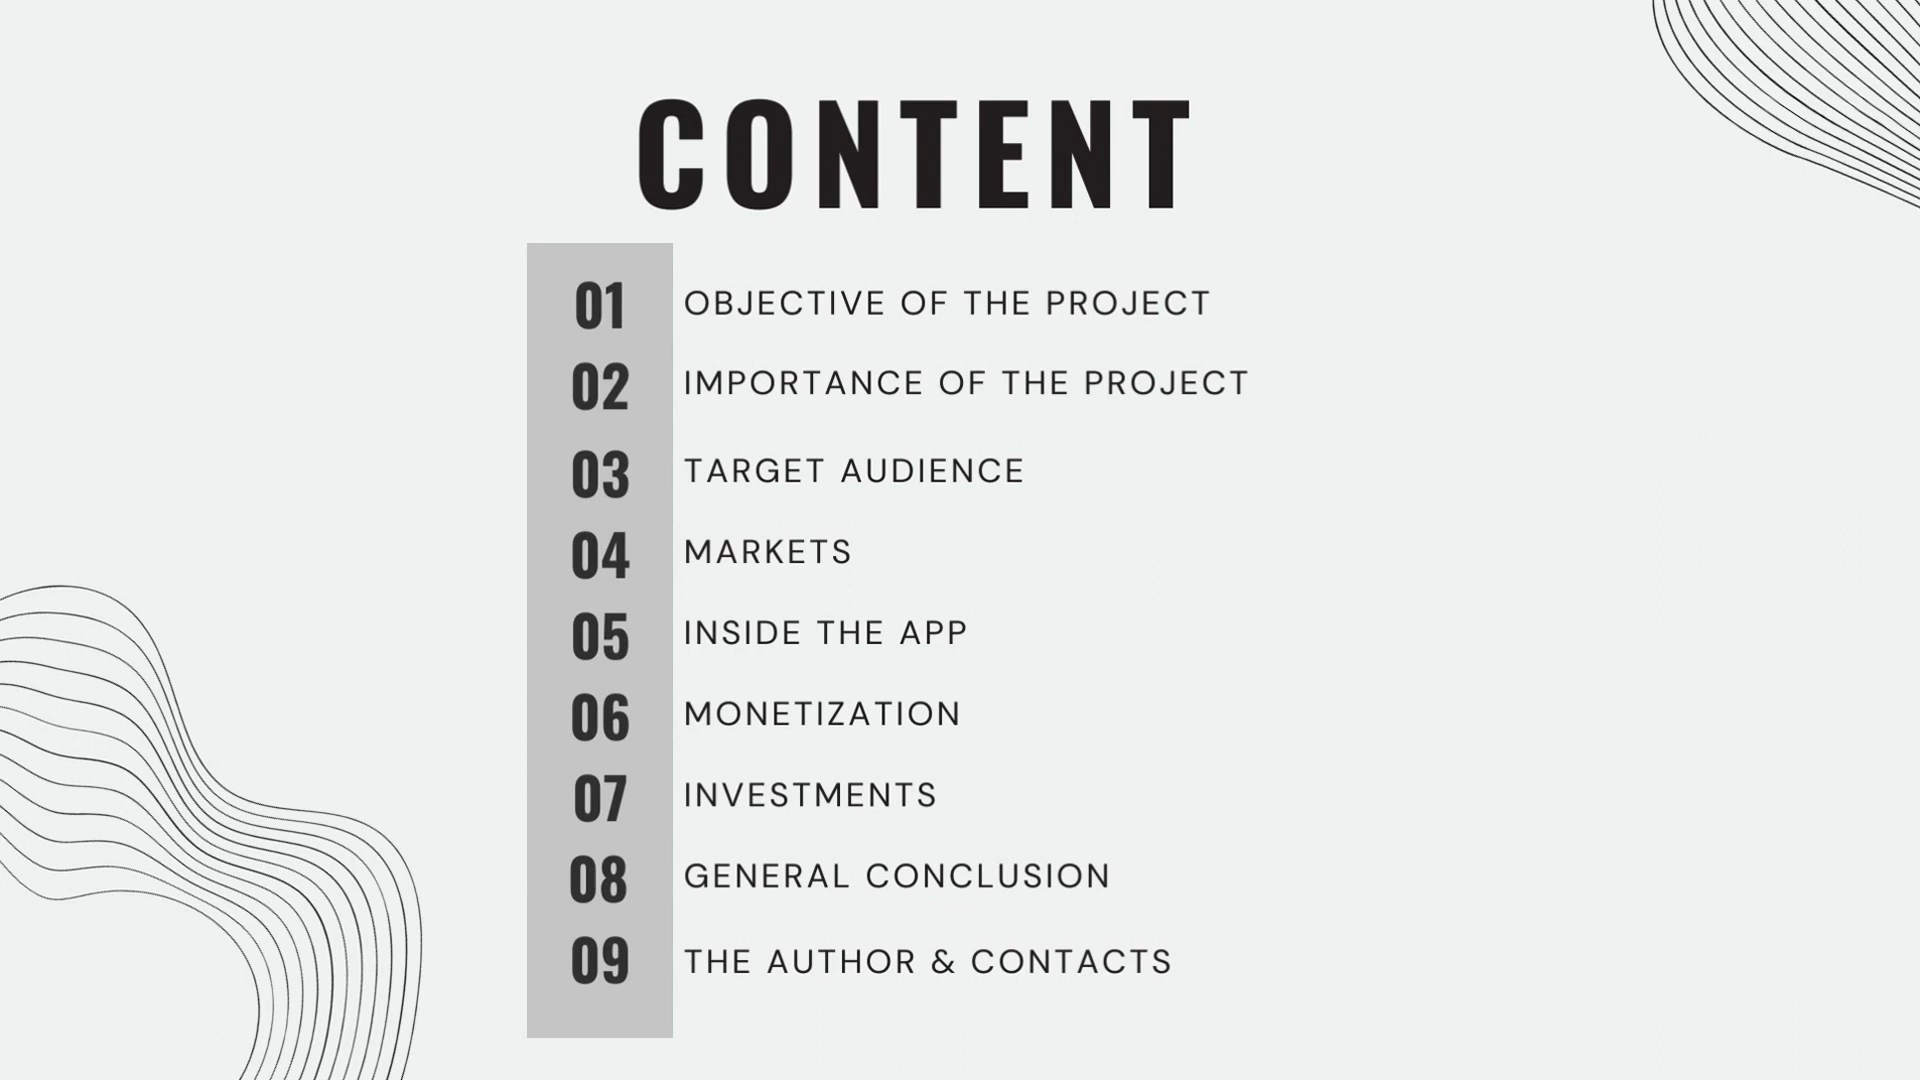 CONTENT
01 OBJECTIVE OF THE PROJECT
02 IMPORTANCE OF THE PROJECT
03 TARGET AUDIENCE
04 MARKETS
05 INSIDE THE APP
06 MONETIZATION
07 INVESTMENTS
08 GENERAL CONCLUSION
09 THE AUTHOR & CONTACTS